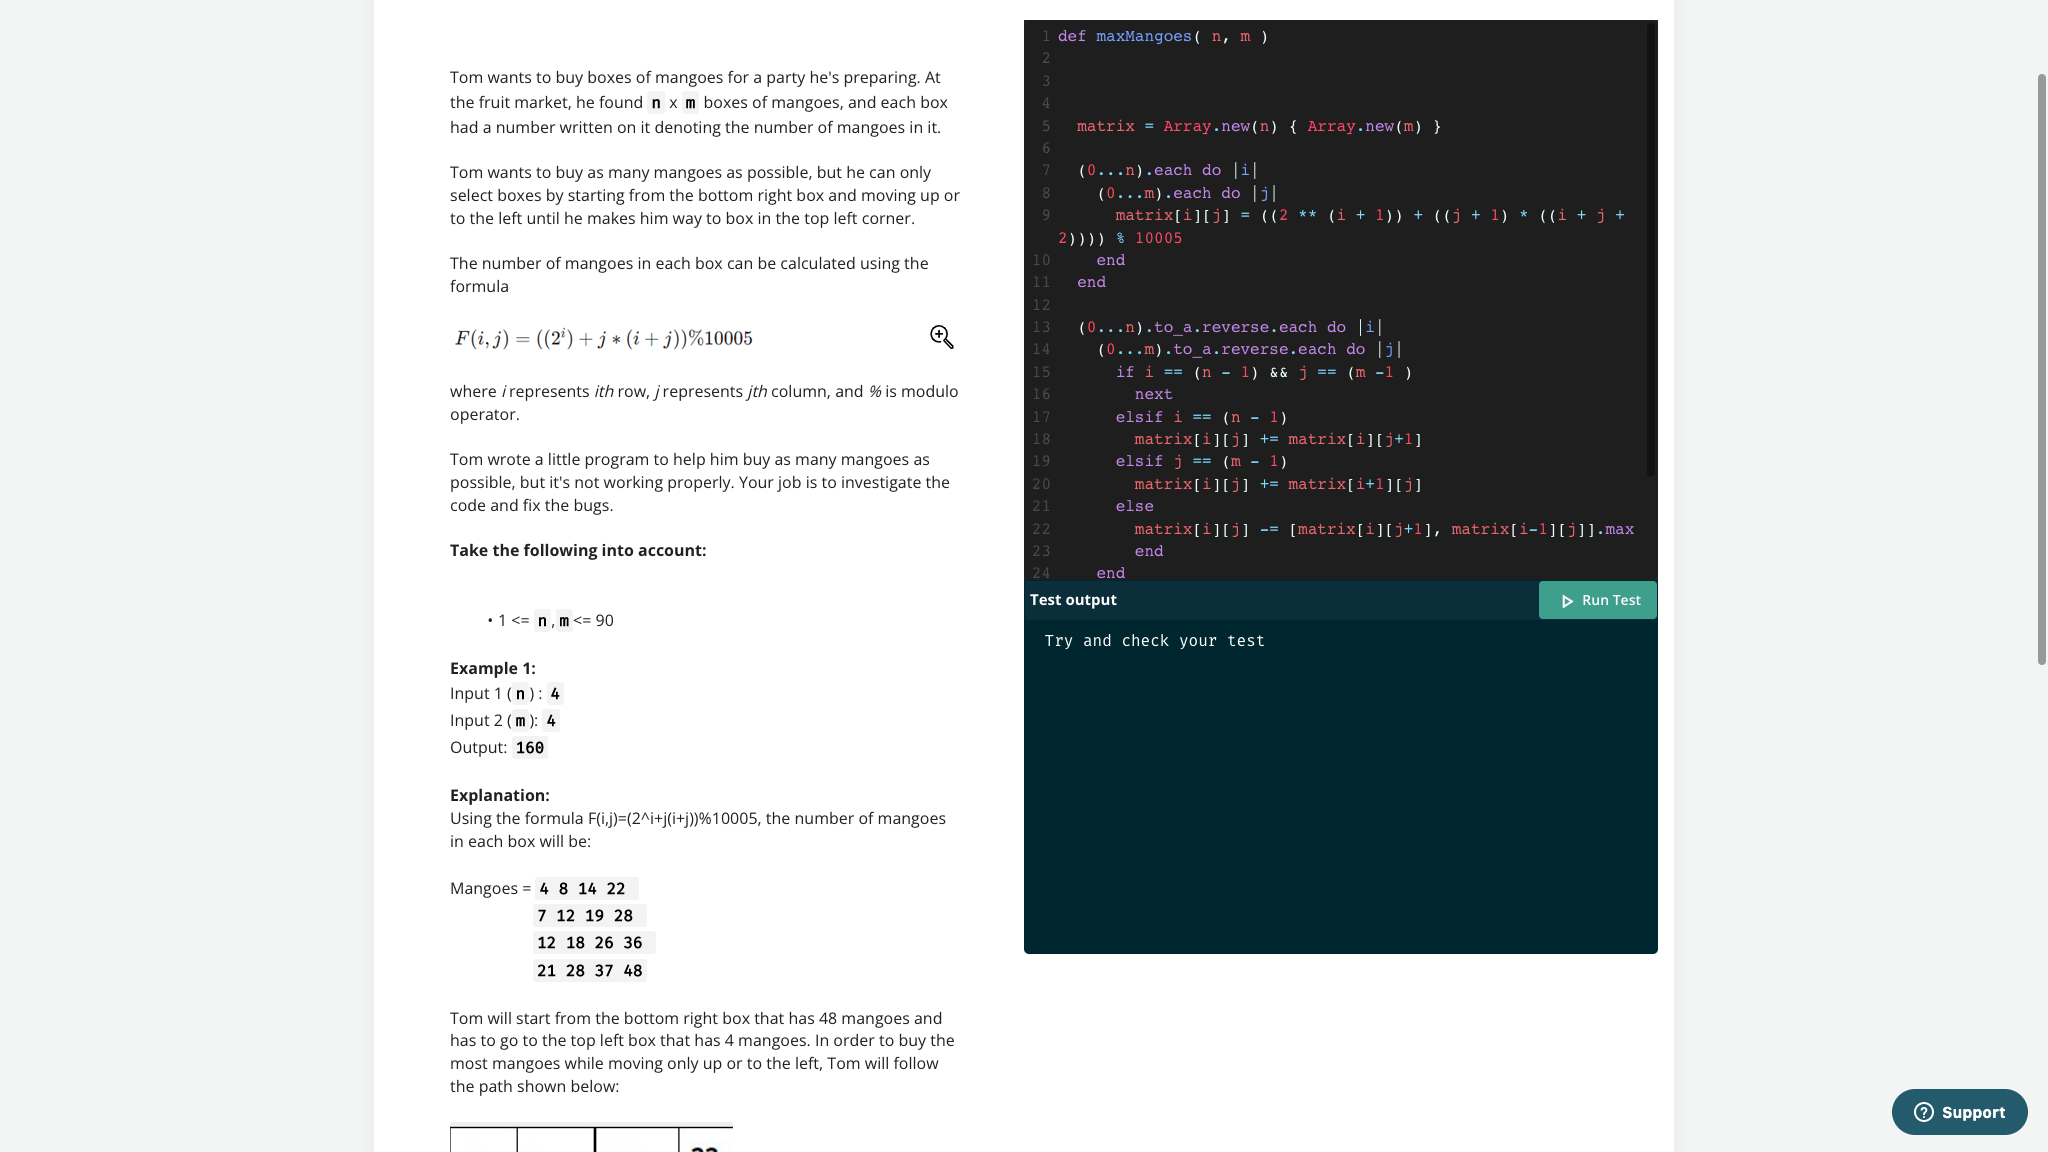 Tom wants to buy boxes of mangoes for a party he's preparing. At
the fruit market, he found n x m boxes of mangoes, and each box
had a number written on it denoting the number of mangoes in it.
Tom wants to buy as many mangoes as possible, but he can only
select boxes by starting from the bottom right box and moving up or
to the left until he makes him way to box in the top left corner.
The number of mangoes in each box can be calculated using the
formula
F(i,j) = ((2^i) + j * (i + j))%10005
where i represents ith row, j represents jth column, and % is modulo
operator.
Tom wrote a little program to help him buy as many mangoes as
possible, but it's not working properly. Your job is to investigate the
code and fix the bugs.
Take the following into account:
• 1 <= n , m <= 90
Example 1:
Input 1 ( n ) : 4
Input 2 ( m ): 4
Output: 160
Explanation:
Using the formula F(i,j)=(2^i+j(i+j))%10005, the number of mangoes
in each box will be:
Mangoes = 4 8 14 22
7 12 19 28
12 18 26 36
21 28 37 48
Tom will start from the bottom right box that has 48 mangoes and
has to go to the top left box that has 4 mangoes. In order to buy the
most mangoes while moving only up or to the left, Tom will follow
the path shown below:
1 def maxMangoes( n, m )
2
3
4
5 matrix = Array.new(n) { Array.new(m) }
6
7 (0...n).each do |i|
8 (0...m).each do |j|
9 matrix[i][j] = ((2 ** (i + 1)) + ((j + 1) * ((i + j +
2)))) % 10005
10 end
11 end
12
13 (0...n).to_a.reverse.each do |i|
14 (0...m).to_a.reverse.each do |j|
15 if i == (n - 1) && j == (m -1 )
16 next
17 elsif i == (n - 1)
18 matrix[i][j] += matrix[i][j+1]
19 elsif j == (m - 1)
20 matrix[i][j] += matrix[i+1][j]
21 else
22 matrix[i][j] -= [matrix[i][j+1], matrix[i-1][j]].max
23 end
24 end
Test output
Run Test
Try and check your test
Support